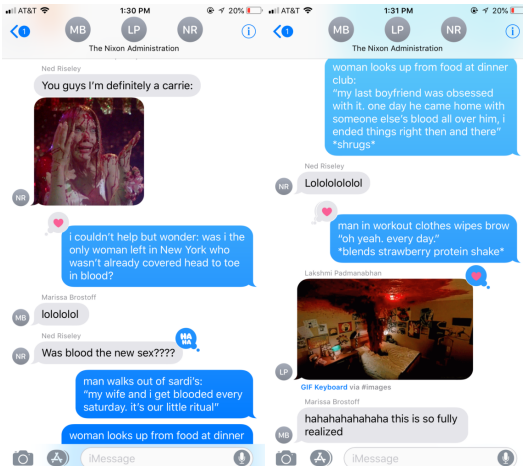 AT&T
1:30 PM
20%
1
MB
LP
NR
The Nixon Administration
Ned Riseley
You guys I'm definitely a carrie:
NR
i couldn't help but wonder: was i the
only woman left in New York who
wasn't already covered head to toe
in blood?
Marissa Brostoff
MB
lolololol
Ned Riseley
HA
HA
NR
Was blood the new sex????
man walks out of sardi's:
"my wife and i get blooded every
saturday. it's our little ritual"
woman looks up from food at dinner
iMessage
AT&T
1:31 PM
20%
1
MB
LP
NR
The Nixon Administration
woman looks up from food at dinner
club:
"my last boyfriend was obsessed
with it. one day he came home with
someone else's blood all over him, i
ended things right then and there"
*shrugs*
Ned Riseley
NR
Lolololololol
man in workout clothes wipes brow
"oh yeah. every day."
*blends strawberry protein shake*
Lakshmi Padmanabhan
LP
GIF Keyboard via #images
Marissa Brostoff
MB
hahahahahahaha this is so fully
realized
iMessage